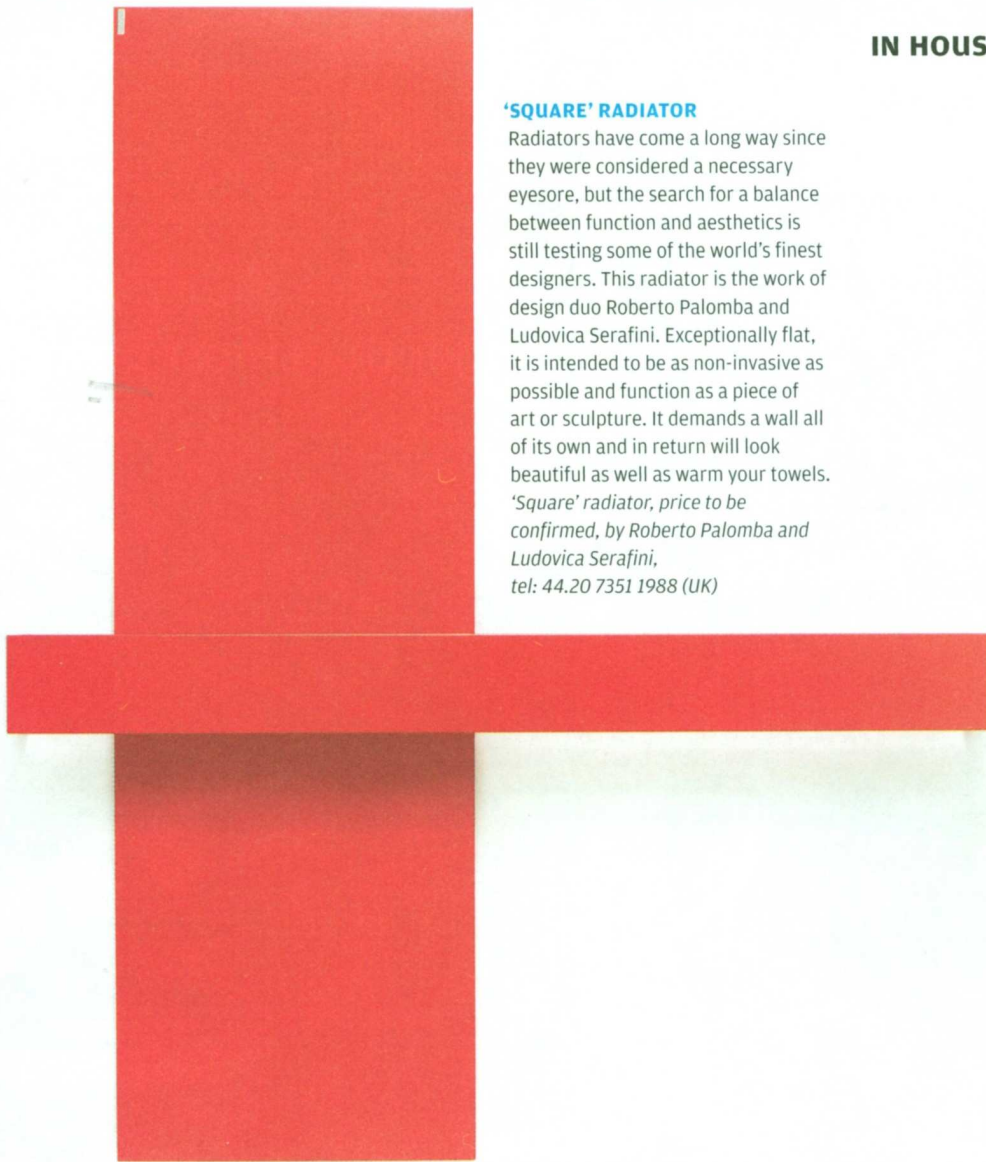 IN HOUS
‘SQUARE’ RADIATOR
Radiators have come a long way since
they were considered a necessary
eyesore, but the search for a balance
between function and aesthetics is
still testing some of the world’s finest
designers. This radiator is the work of
design duo Roberto Palomba and
Ludovica Serafini. Exceptionally flat,
it is intended to be as non-invasive as
possible and function as a piece of
art or sculpture. It demands a wall all
of its own and in return will look
beautiful as well as warm your towels.
‘Square’ radiator, price to be
confirmed, by Roberto Palomba and
Ludovica Serafini,
tel: 44.20 7351 1988 (UK)